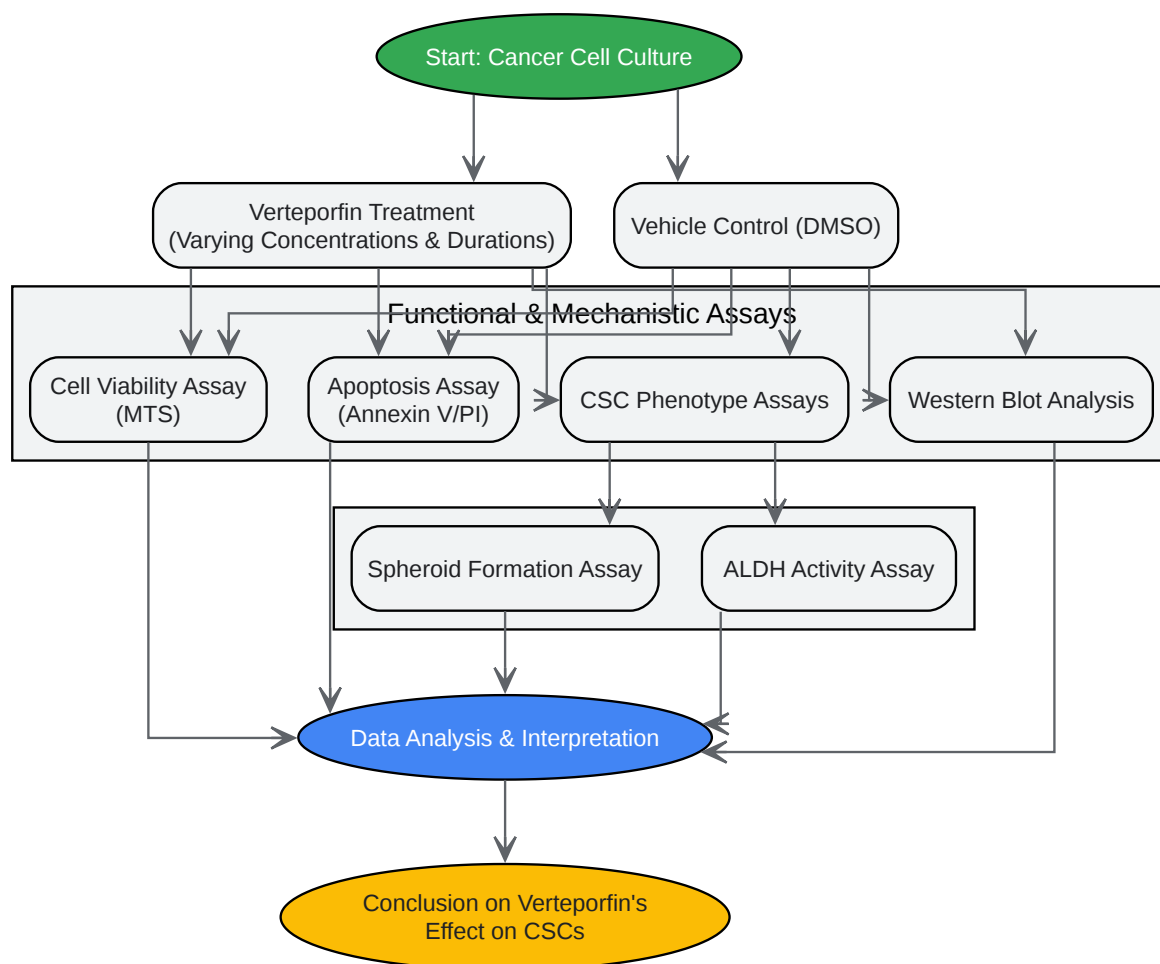 Start: Cancer Cell Culture
Verteporfin Treatment
(Varying Concentrations & Durations)
Vehicle Control (DMSO)
Functional & Mechanistic Assays
Cell Viability Assay
(MTS)
Apoptosis Assay
(Annexin V/PI)
CSC Phenotype Assays
Western Blot Analysis
Spheroid Formation Assay
ALDH Activity Assay
Data Analysis & Interpretation
Conclusion on Verteporfin's
Effect on CSCs